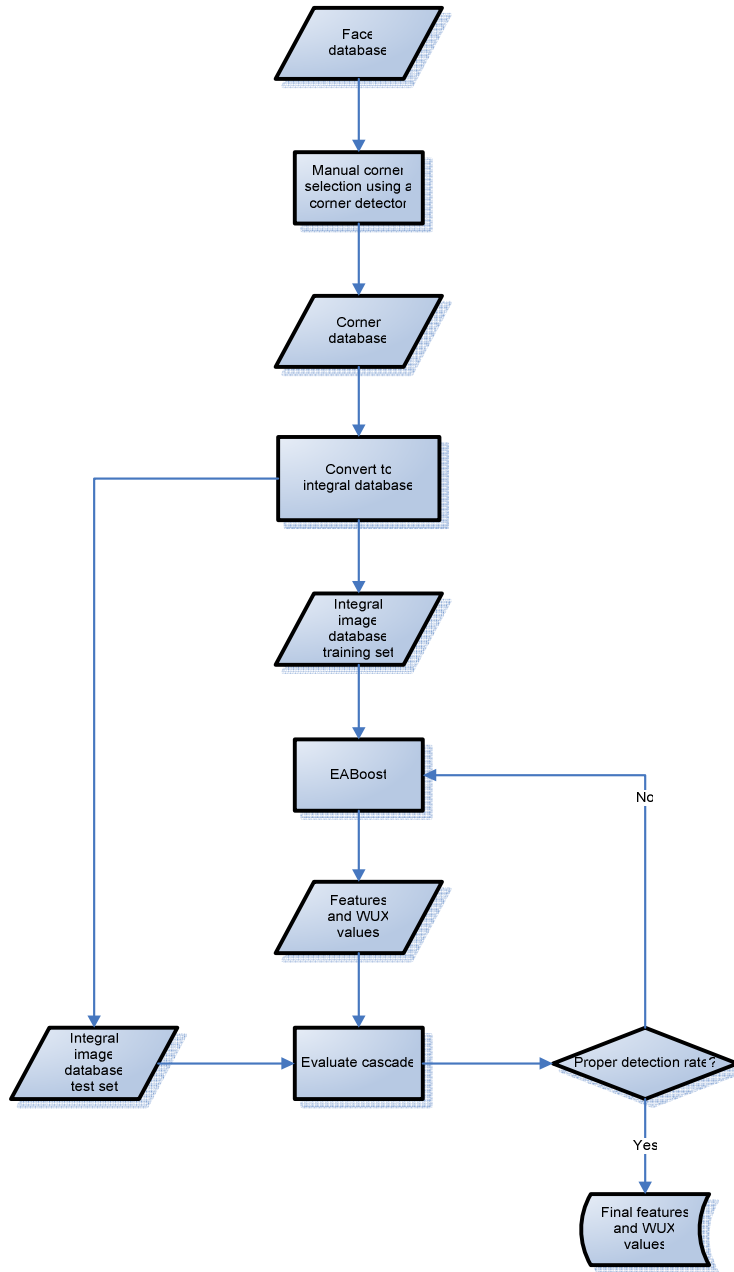 Face
database
Manual corner
selection using a
corner detector
Corner
database
Convert to
integral database
Integral
image
database
training set
EABoost
No
Features
and WUX
values
Integral
image
database
test set
Evaluate cascade
Proper detection rate?
Yes
Final features
and WUX
values